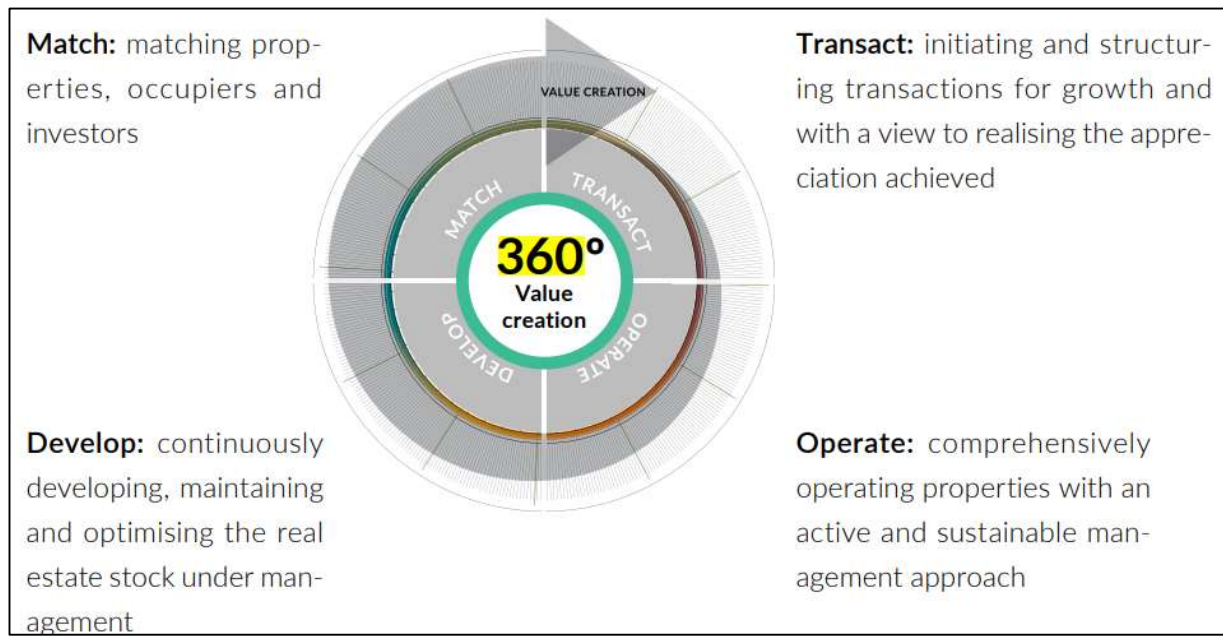 Match: matching prop-
erties, occupiers and
investors
Transact: initiating and structur-
ing transactions for growth and
with a view to realising the appre-
ciation achieved
VALUE CREATION
MATCH
TRANSACT
360°
Value
creation
DEVELOP
OPERATE
Develop: continuously
developing, maintaining
and optimising the real
estate stock under man-
agement
Operate: comprehensively
operating properties with an
active and sustainable man-
agement approach